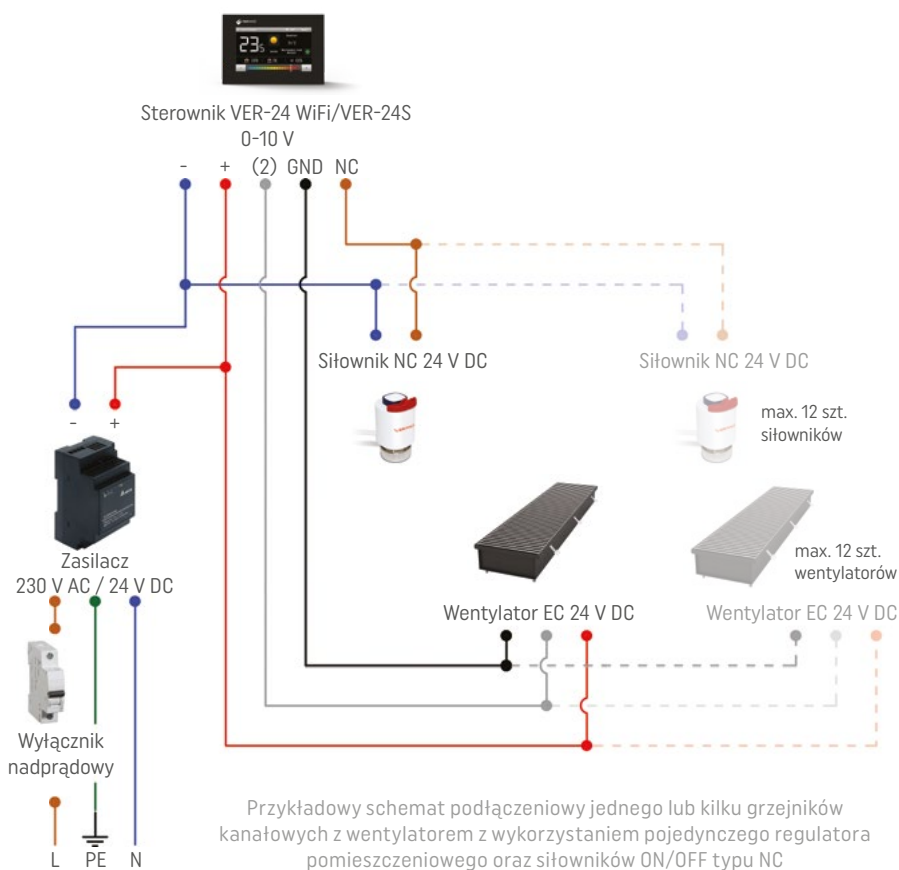 23₅
Sterownik VER-24 WiFi/VER-24S
0-10 V
- + (2) GND NC
Siłownik NC 24 V DC
Siłownik NC 24 V DC
max. 12 szt.
siłowników
- +
Zasilacz
230 V AC / 24 V DC
max. 12 szt.
wentylatorów
Wentylator EC 24 V DC
Wentylator EC 24 V DC
Wyłącznik
nadprądowy
L PE N
Przykładowy schemat podłączeniowy jednego lub kilku grzejników
kanałowych z wentylatorem z wykorzystaniem pojedynczego regulatora
pomieszczeniowego oraz siłowników ON/OFF typu NC